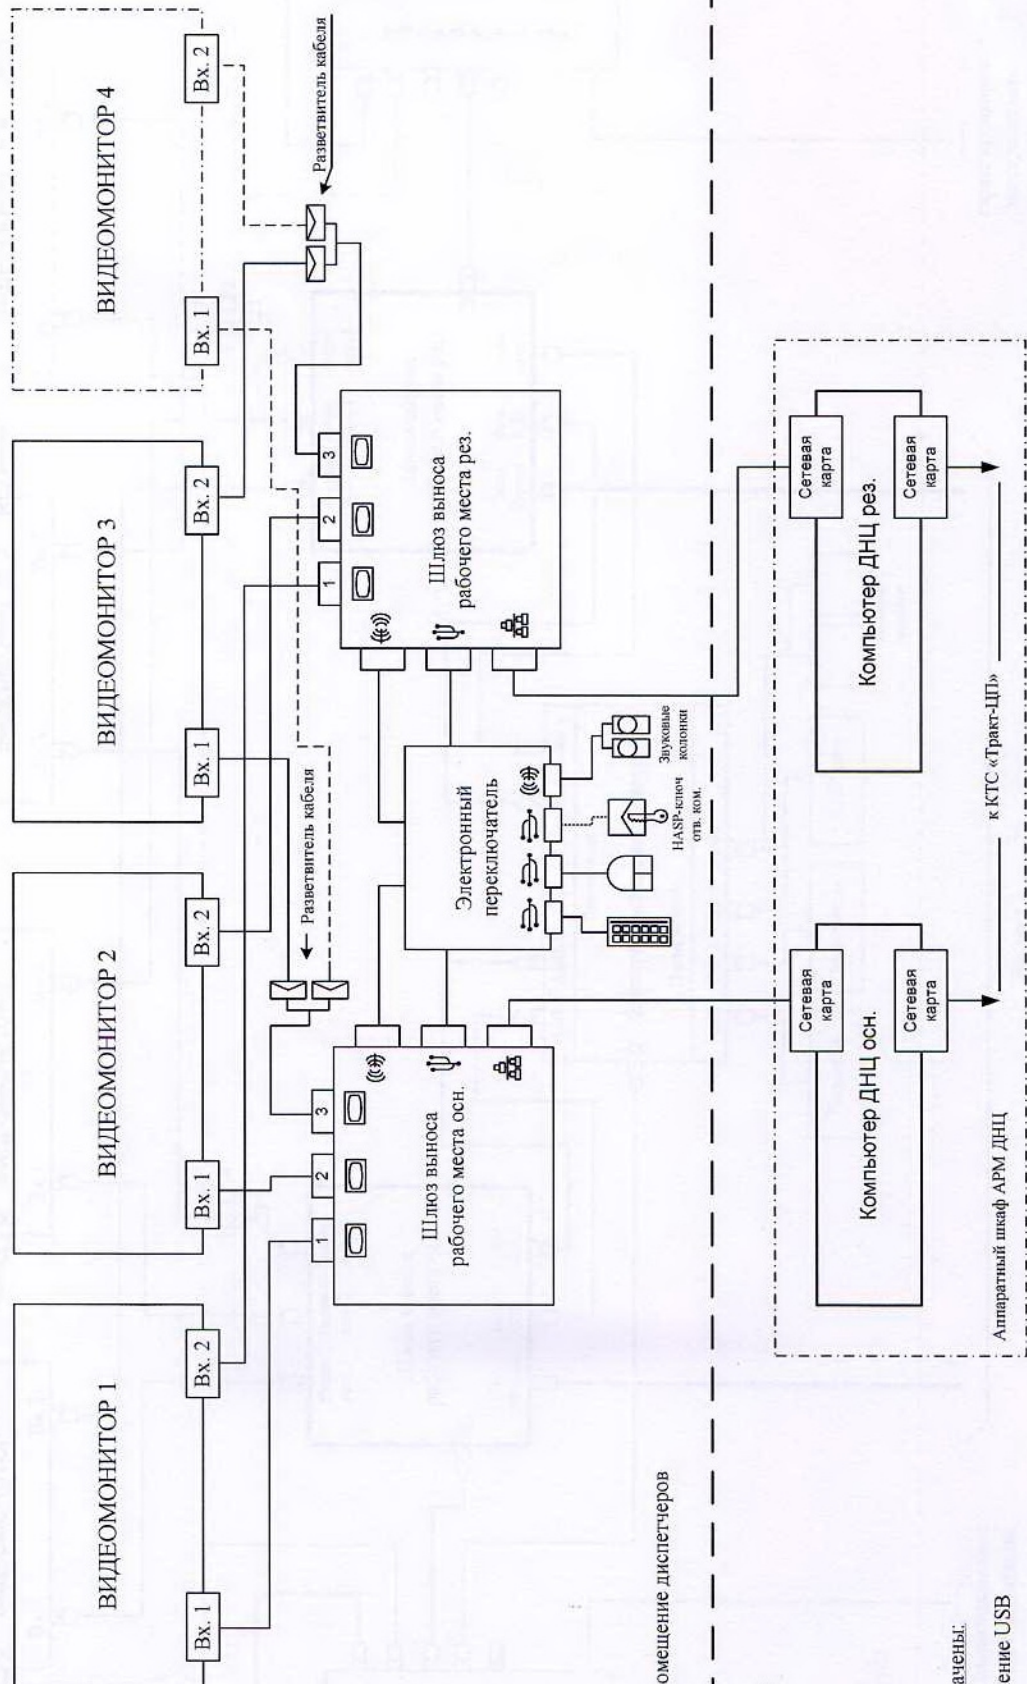 ВИДЕОМОНИТОР 1
Вх. 1
Вх. 2
ВИДЕОМОНИТОР 2
Вх. 1
Вх. 2
ВИДЕОМОНИТОР 3
Вх. 1
Вх. 2
ВИДЕОМОНИТОР 4
Вх. 1
Вх. 2
Разветвитель кабеля
Разветвитель кабеля
1
2
3
Шлюз выноса
рабочего места осн.
1
2
3
Шлюз выноса
рабочего места рез.
Электронный
переключатель
HASP-ключ
отв. ком.
Звуковые
колонки
омещение диспетчеров
Сетевая
карта
Компьютер ДНЦ осн.
Сетевая
карта
Сетевая
карта
Компьютер ДНЦ рез.
Сетевая
карта
Аппаратный шкаф АРМ ДНЦ
к КТС «Тракт-ЦП»
ачены:
ение USB